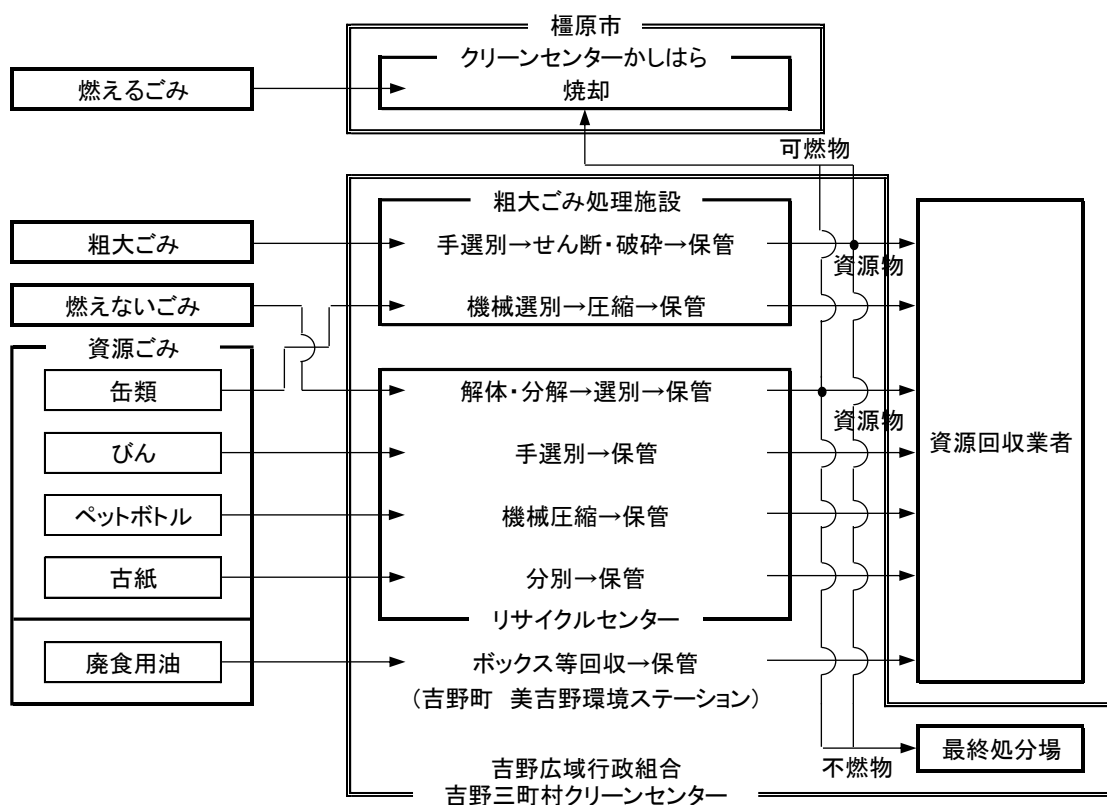 橿原市
クリーンセンターかしはら
燃えるごみ
焼却
可燃物
粗大ごみ処理施設
粗大ごみ
手選別→せん断・破砕→保管
資源物
燃えないごみ
機械選別→圧縮→保管
資源ごみ
缶類
解体・分解→選別→保管
資源物
びん
手選別→保管
資源回収業者
ペットボトル
機械圧縮→保管
古紙
分別→保管
リサイクルセンター
廃食用油
ボックス等回収→保管
（吉野町　美吉野環境ステーション）
最終処分場
不燃物
吉野広域行政組合
吉野三町村クリーンセンター